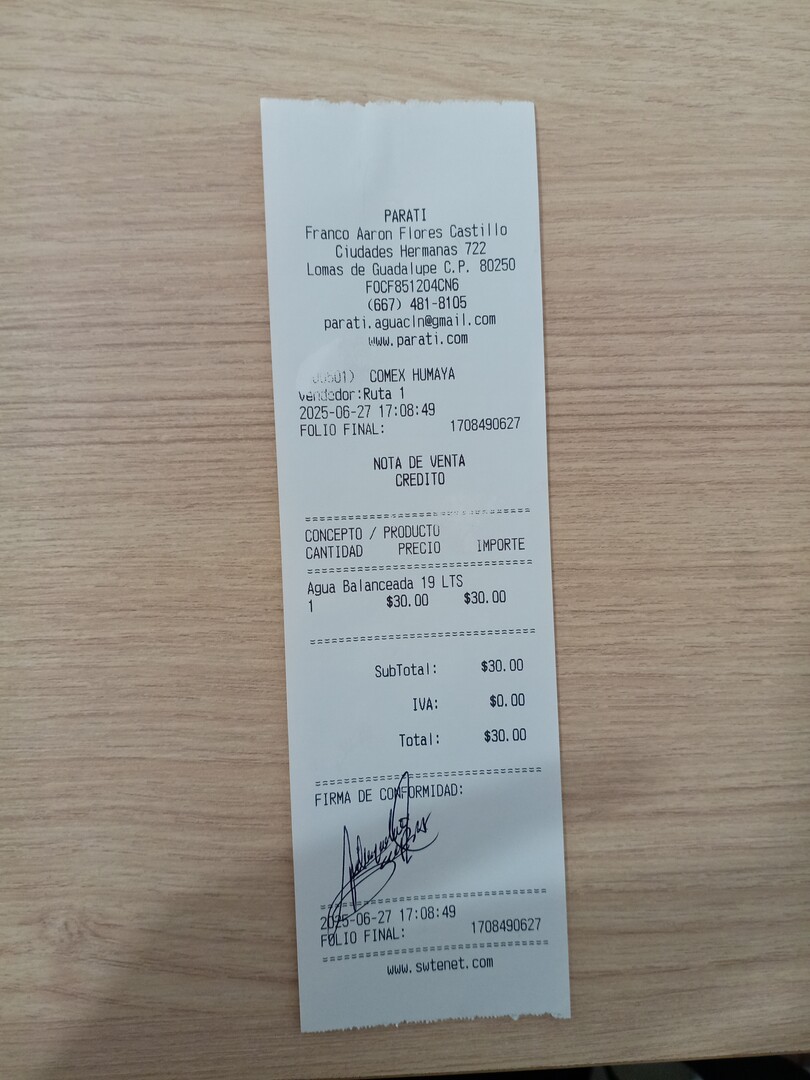 PARATI
Franco Aaron Flores Castillo
Ciudades Hermanas 722
Lomas de Guadalupe C.P. 80250
FOCF851204CN6
(667) 481-8105
parati.aguacln@gmail.com
www.parati.com
COMEX HUMAYA
Vendedor:Ruta 1
2025-06-27 17:08:49
FOLIO FINAL: 1708490627
NOTA DE VENTA
CREDITO
================================
CONCEPTO / PRODUCTO
CANTIDAD PRECIO IMPORTE
================================
Agua Balanceada 19 LTS
1 $30.00 $30.00
================================
SubTotal: $30.00
IVA: $0.00
Total: $30.00
================================
FIRMA DE CONFORMIDAD:
================================
2025-06-27 17:08:49
FOLIO FINAL: 1708490627
================================
www.swtenet.com